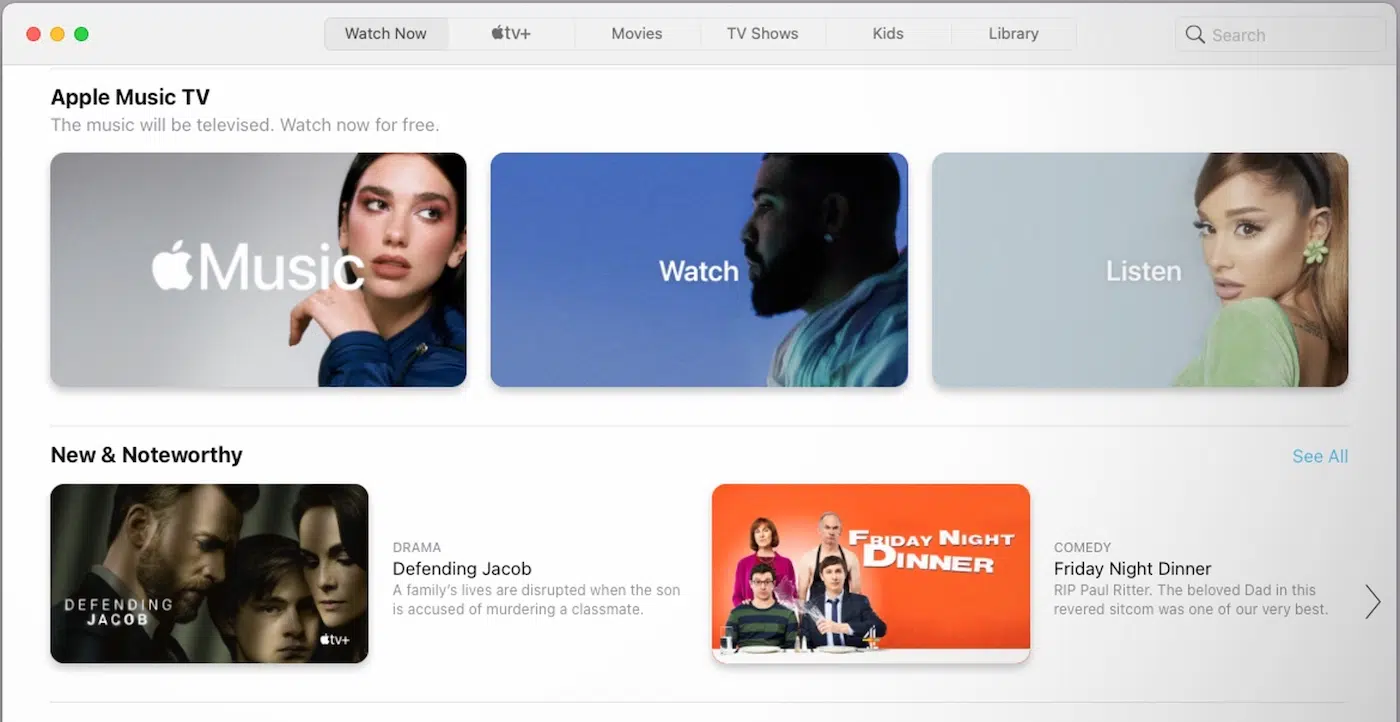 Watch Now
tv+
Movies
TV Shows
Kids
Library
Search
Apple Music TV
The music will be televised. Watch now for free.
Music
Watch
Listen
New & Noteworthy
See All
DEFENDING
JACOB
tv+
DRAMA
Defending Jacob
A family’s lives are disrupted when the son
is accused of murdering a classmate.
FRIDAY NIGHT
DINNER
COMEDY
Friday Night Dinner
RIP Paul Ritter. The beloved Dad in this
revered sitcom was one of our very best.